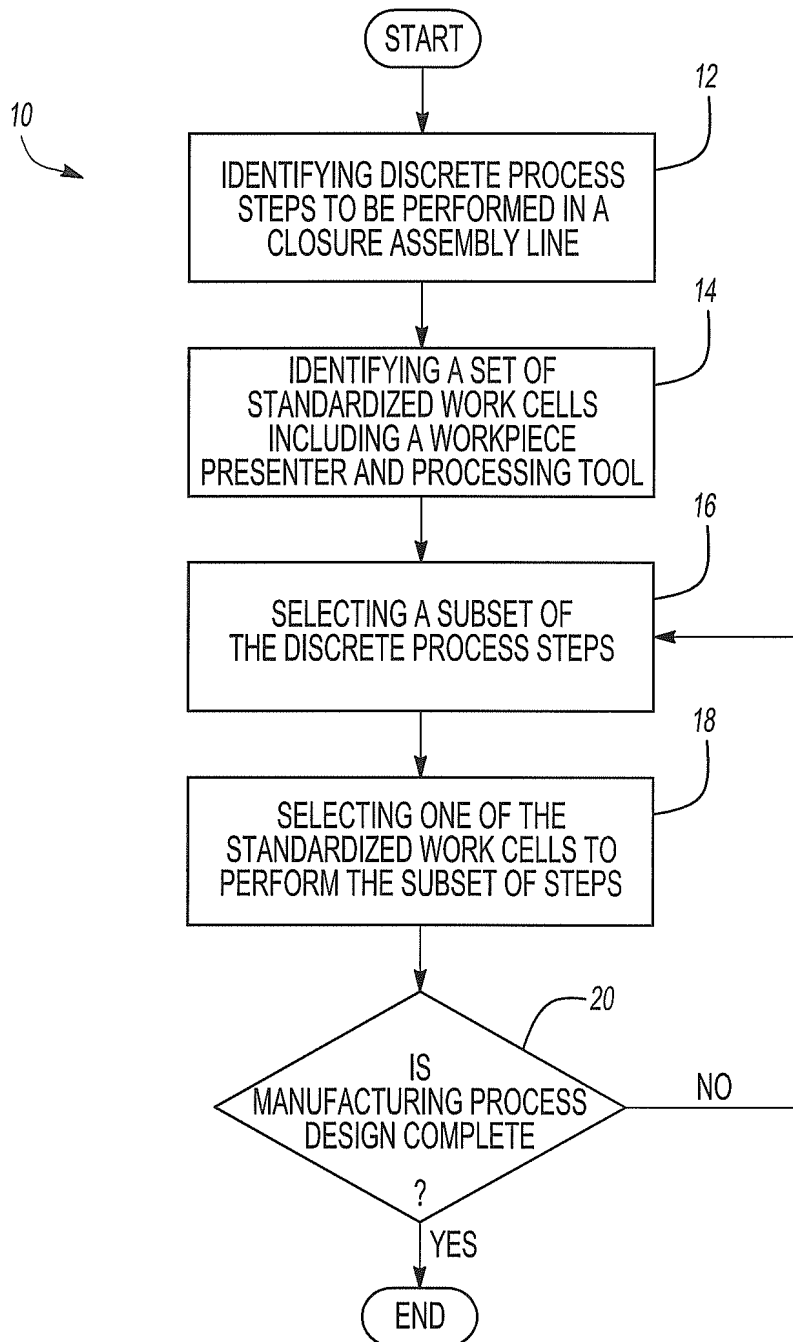 START
10
12
IDENTIFYING DISCRETE PROCESS
STEPS TO BE PERFORMED IN A
CLOSURE ASSEMBLY LINE
14
IDENTIFYING A SET OF
STANDARDIZED WORK CELLS
INCLUDING A WORKPIECE
PRESENTER AND PROCESSING TOOL
16
SELECTING A SUBSET OF
THE DISCRETE PROCESS STEPS
18
SELECTING ONE OF THE
STANDARDIZED WORK CELLS TO
PERFORM THE SUBSET OF STEPS
20
IS
MANUFACTURING PROCESS
DESIGN COMPLETE
?
NO
YES
END